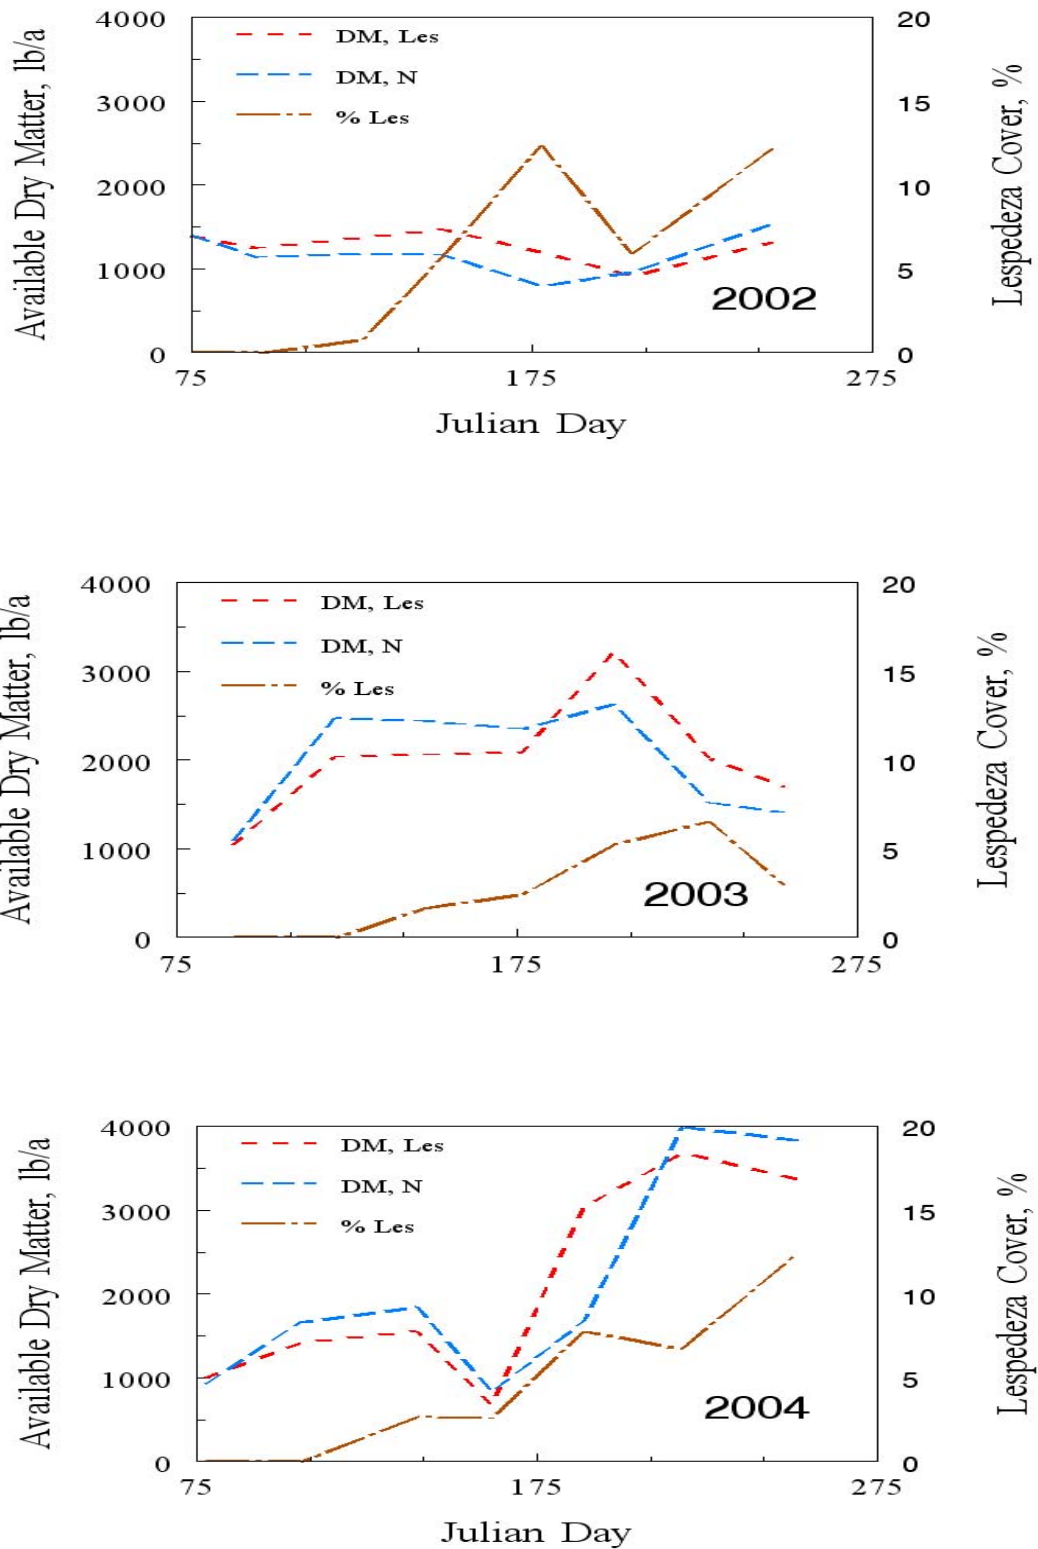 4000
3000
2000
1000
0
Available Dry Matter, lb/a
DM, Les
DM, N
% Les
20
15
10
5
0
Lespedeza Cover, %
2002
75 175 275
Julian Day
4000
3000
2000
1000
0
Available Dry Matter, lb/a
DM, Les
DM, N
% Les
20
15
10
5
0
Lespedeza Cover, %
2003
75 175 275
4000
3000
2000
1000
0
Available Dry Matter, lb/a
DM, Les
DM, N
% Les
20
15
10
5
0
Lespedeza Cover, %
2004
75 175 275
Julian Day